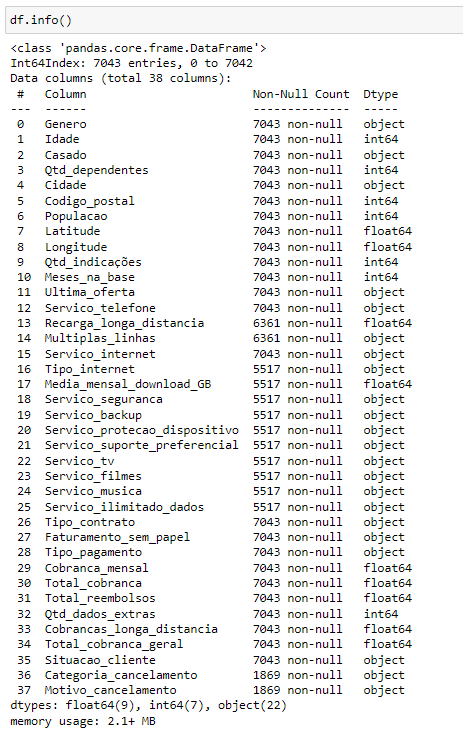 df.info()
<class 'pandas.core.frame.DataFrame'>
Int64Index: 7043 entries, 0 to 7042
Data columns (total 38 columns):
 #   Column                         Non-Null Count  Dtype
---  ------                         --------------  -----
 0   Genero                         7043 non-null   object
 1   Idade                          7043 non-null   int64
 2   Casado                         7043 non-null   object
 3   Qtd_dependentes                7043 non-null   int64
 4   Cidade                         7043 non-null   object
 5   Codigo_postal                  7043 non-null   int64
 6   Populacao                      7043 non-null   int64
 7   Latitude                       7043 non-null   float64
 8   Longitude                      7043 non-null   float64
 9   Qtd_indicações                 7043 non-null   int64
 10  Meses_na_base                  7043 non-null   int64
 11  Ultima_oferta                  7043 non-null   object
 12  Servico_telefone               7043 non-null   object
 13  Recarga_longa_distancia        6361 non-null   float64
 14  Multiplas_linhas               6361 non-null   object
 15  Servico_internet               7043 non-null   object
 16  Tipo_internet                  5517 non-null   object
 17  Media_mensal_download_GB       5517 non-null   float64
 18  Servico_seguranca              5517 non-null   object
 19  Servico_backup                 5517 non-null   object
 20  Servico_protecao_dispositivo   5517 non-null   object
 21  Servico_suporte_preferencial   5517 non-null   object
 22  Servico_tv                     5517 non-null   object
 23  Servico_filmes                 5517 non-null   object
 24  Servico_musica                 5517 non-null   object
 25  Servico_ilimitado_dados        5517 non-null   object
 26  Tipo_contrato                  7043 non-null   object
 27  Faturamento_sem_papel          7043 non-null   object
 28  Tipo_pagamento                 7043 non-null   object
 29  Cobranca_mensal                7043 non-null   float64
 30  Total_cobranca                 7043 non-null   float64
 31  Total_reembolsos               7043 non-null   float64
 32  Qtd_dados_extras               7043 non-null   int64
 33  Cobrancas_longa_distancia      7043 non-null   float64
 34  Total_cobranca_geral           7043 non-null   float64
 35  Situacao_cliente               7043 non-null   object
 36  Categoria_cancelamento         1869 non-null   object
 37  Motivo_cancelamento            1869 non-null   object
dtypes: float64(9), int64(7), object(22)
memory usage: 2.1+ MB